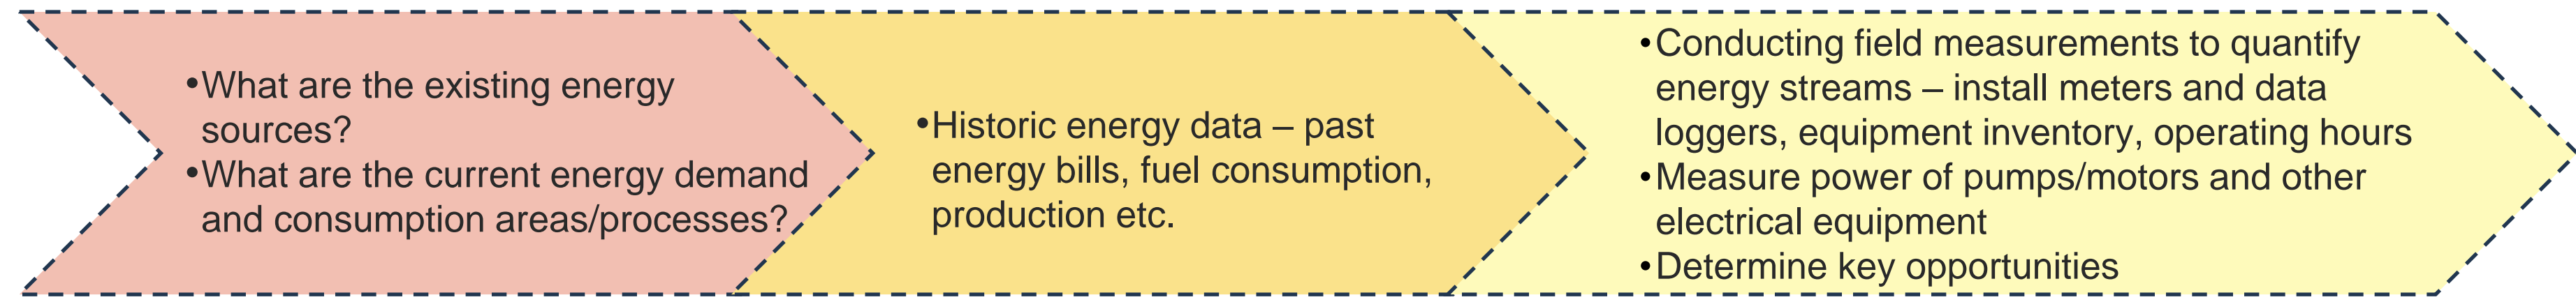 •What are the existing energy
sources?
•What are the current energy demand
and consumption areas/processes?
•Historic energy data – past
energy bills, fuel consumption,
production etc.
•Conducting field measurements to quantify
energy streams – install meters and data
loggers, equipment inventory, operating hours
•Measure power of pumps/motors and other
electrical equipment
•Determine key opportunities